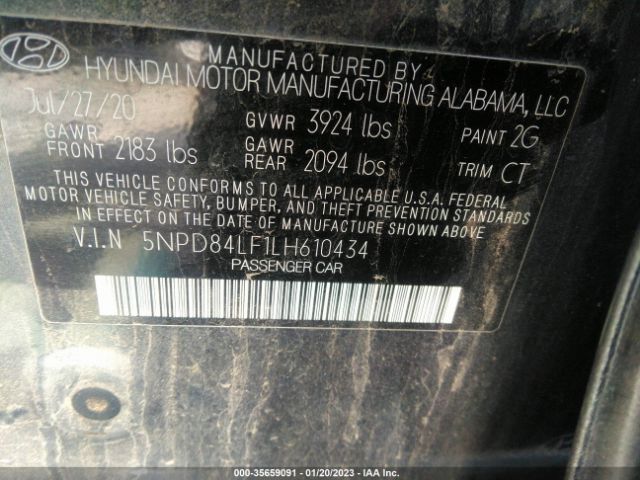 MANUFACTURED BY
HYUNDAI MOTOR MANUFACTURING ALABAMA, LLC
Jul/27/20 GVWR 3924 lbs PAINT 2G
GAWR FRONT 2183 lbs GAWR REAR 2094 lbs TRIM CT
THIS VEHICLE CONFORMS TO ALL APPLICABLE U.S.A. FEDERAL
MOTOR VEHICLE SAFETY, BUMPER, AND THEFT PREVENTION STANDARDS
IN EFFECT ON THE DATE OF MANUFACTURE SHOWN ABOVE.
V.I.N 5NPD84LF1LH610434
PASSENGER CAR
000-35659091 - 01/20/2023 - IAA Inc.